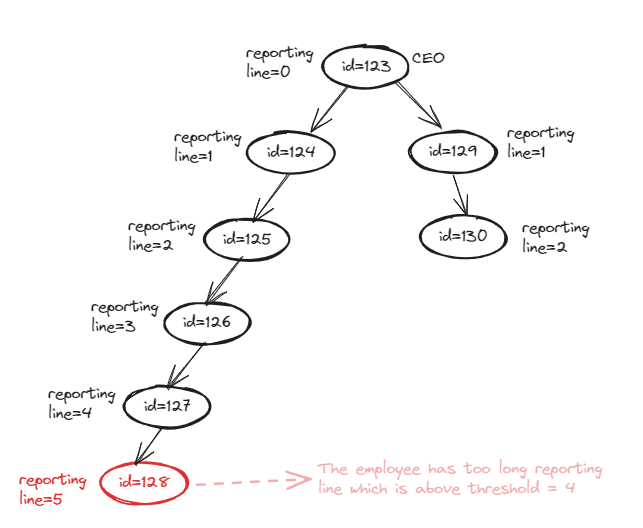 reporting
line=0
id=123
CEO
reporting
line=1
id=124
id=129
reporting
line=1
reporting
line=2
id=125
id=130
reporting
line=2
reporting
line=3
id=126
reporting
line=4
id=127
reporting
line=5
id=128
The employee has too long reporting
line which is above threshold = 4